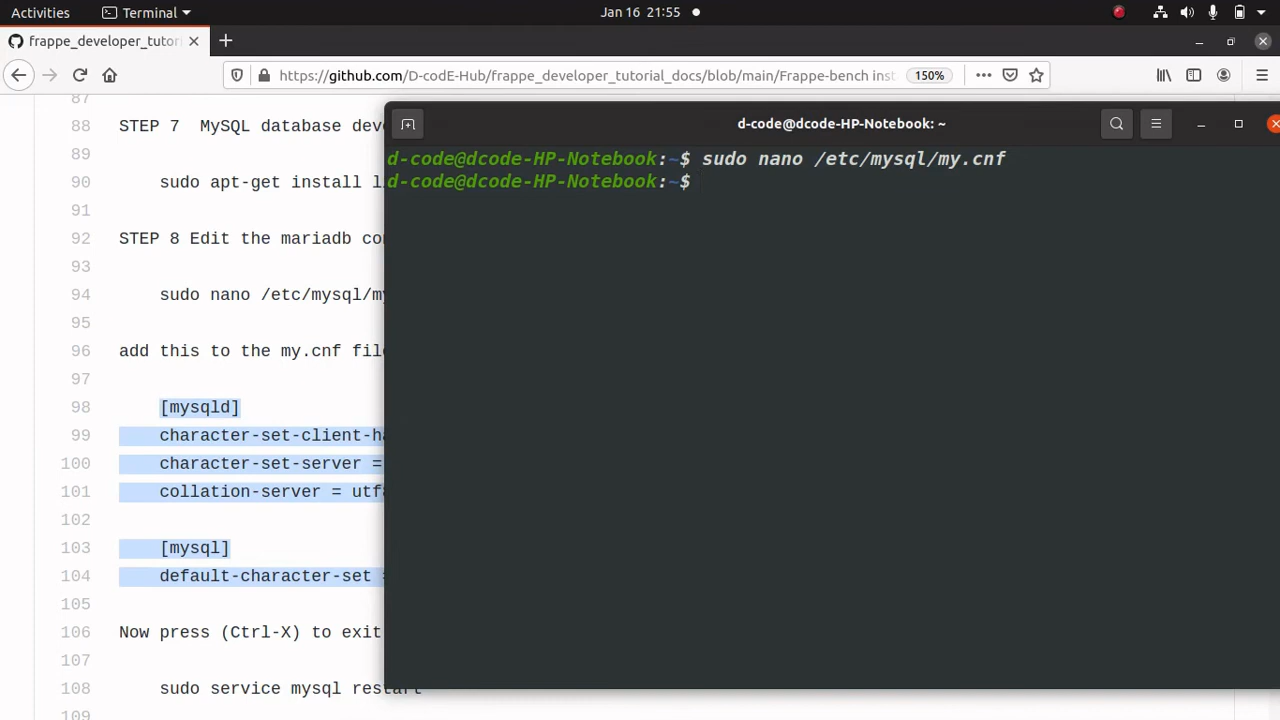 Activities
Terminal
Jan 16 21:55
frappe_developer_tutori
https://github.com/D-codE-Hub/frappe_developer_tutorial_docs/blob/main/Frappe-bench inst
150%
87
88 STEP 7 MySQL database deve
89
90 sudo apt-get install l
91
92 STEP 8 Edit the mariadb con
93
94 sudo nano /etc/mysql/my
95
96 add this to the my.cnf file
97
98 [mysqld]
99 character-set-client-ha
100 character-set-server =
101 collation-server = utf
102
103 [mysql]
104 default-character-set =
105
106 Now press (Ctrl-X) to exit
107
108 sudo service mysql restart
109
d-code@dcode-HP-Notebook: ~
d-code@dcode-HP-Notebook:~$ sudo nano /etc/mysql/my.cnf
d-code@dcode-HP-Notebook:~$